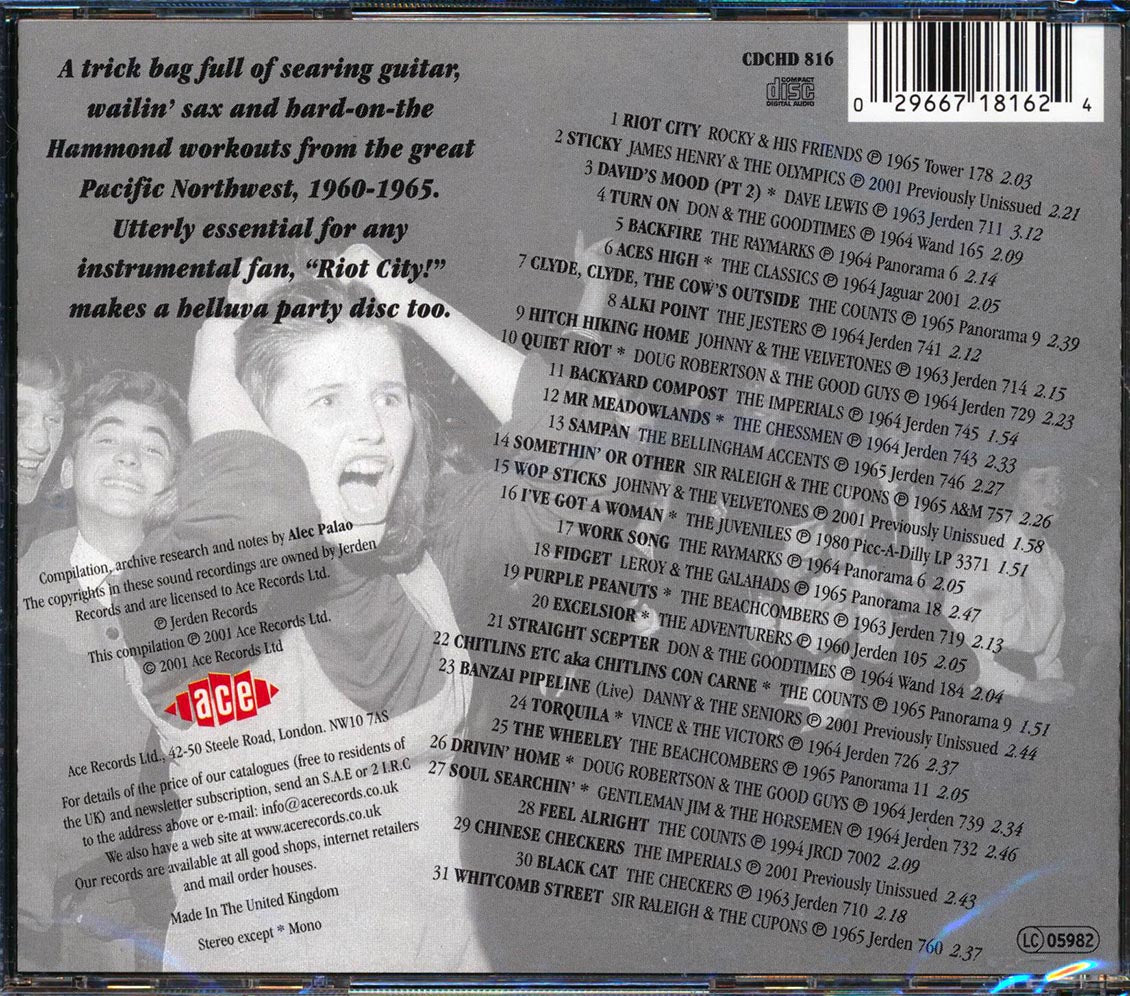 A trick bag full of searing guitar,
wailin' sax and hard-on-the
Hammond workouts from the great
Pacific Northwest, 1960-1965.
Utterly essential for any
instrumental fan, “Riot City!”
makes a helluva party disc too.
CDCHD 816
COMPACT
disc
DIGITAL AUDIO
0 29667 18162 4
1 RIOT CITY ROCKY & HIS FRIENDS ℗ 1965 Tower 178 2.03
2 STICKY JAMES HENRY & THE OLYMPICS ℗ 2001 Previously Unissued 2.21
3 DAVID'S MOOD (PT 2) * DAVE LEWIS ℗ 1963 Jerden 711 3.12
4 TURN ON DON & THE GOODTIMES ℗ 1964 Wand 165 2.09
5 BACKFIRE THE RAYMARKS ℗ 1964 Panorama 6 2.14
6 ACES HIGH * THE CLASSICS ℗ 1964 Jaguar 2001 2.05
7 CLYDE, CLYDE, THE COW'S OUTSIDE THE COUNTS ℗ 1965 Panorama 9 2.39
8 ALKI POINT THE JESTERS ℗ 1964 Jerden 741 2.12
9 HITCH HIKING HOME JOHNNY & THE VELVETONES ℗ 1963 Jerden 714 2.15
10 QUIET RIOT * DOUG ROBERTSON & THE GOOD GUYS ℗ 1964 Jerden 729 2.23
11 BACKYARD COMPOST THE IMPERIALS ℗ 1964 Jerden 745 1.54
12 MR MEADOWLANDS * THE CHESSMEN ℗ 1964 Jerden 743 2.33
13 SAMPAN THE BELLINGHAM ACCENTS ℗ 1965 Jerden 746 2.27
14 SOMETHIN' OR OTHER SIR RALEIGH & THE CUPONS ℗ 1965 A&M 757 2.26
15 WOP STICKS JOHNNY & THE VELVETONES ℗ 2001 Previously Unissued 1.58
16 I'VE GOT A WOMAN * THE JUVENILES ℗ 1980 Picc-A-Dilly LP 3371 1.51
17 WORK SONG THE RAYMARKS ℗ 1964 Panorama 6 2.05
18 FIDGET LEROY & THE GALAHADS ℗ 1965 Panorama 18 2.47
19 PURPLE PEANUTS * THE BEACHCOMBERS ℗ 1963 Jerden 719 2.13
20 EXCELSIOR * THE ADVENTURERS ℗ 1960 Jerden 105 2.05
21 STRAIGHT SCEPTER DON & THE GOODTIMES ℗ 1964 Wand 184 2.04
22 CHITLINS ETC aka CHITLINS CON CARNE * THE COUNTS ℗ 1965 Panorama 9 1.51
23 BANZAI PIPELINE (Live) DANNY & THE SENIORS ℗ 2001 Previously Unissued 2.44
24 TORQUILA * VINCE & THE VICTORS ℗ 1964 Jerden 726 2.37
25 THE WHEELEY THE BEACHCOMBERS ℗ 1965 Panorama 11 2.05
26 DRIVIN' HOME * DOUG ROBERTSON & THE GOOD GUYS ℗ 1964 Jerden 739 2.34
27 SOUL SEARCHIN' * GENTLEMAN JIM & THE HORSEMEN ℗ 1964 Jerden 732 2.46
28 FEEL ALRIGHT THE COUNTS ℗ 1994 JRCD 7002 2.09
29 CHINESE CHECKERS THE IMPERIALS ℗ 2001 Previously Unissued 2.43
30 BLACK CAT THE CHECKERS ℗ 1963 Jerden 710 2.18
31 WHITCOMB STREET SIR RALEIGH & THE CUPONS ℗ 1965 Jerden 760 2.37
Compilation, archive research and notes by Alec Palao
The copyrights in these sound recordings are owned by Jerden
Records and are licensed to Ace Records Ltd.
℗ Jerden Records
This compilation ℗ 2001 Ace Records Ltd.
© 2001 Ace Records Ltd
ace
Ace Records Ltd., 42-50 Steele Road, London. NW10 7AS
For details of the price of our catalogues (free to residents of
the UK) and newsletter subscription, send an S.A.E or 2 I.R.C
to the address above or e-mail: info@acerecords.co.uk
We also have a web site at www.acerecords.co.uk
Our records are available at all good shops, internet retailers
and mail order houses.
Made In The United Kingdom
Stereo except * Mono
LC 05982